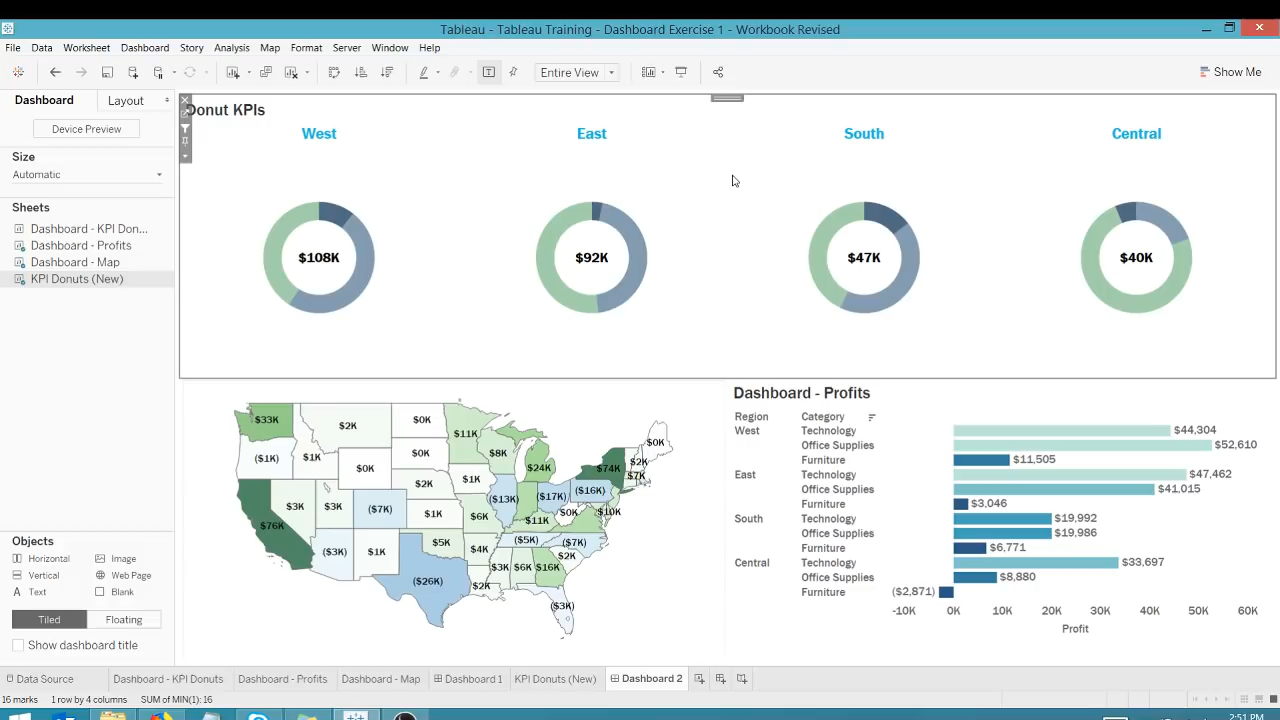 Tableau - Tableau Training - Dashboard Exercise 1 - Workbook Revised
File Data Worksheet Dashboard Story Analysis Map Format Server Window Help
Entire View
Show Me
Dashboard Layout
Device Preview
Size
Automatic
Sheets
Dashboard - KPI Don...
Dashboard - Profits
Dashboard - Map
KPI Donuts (New)
Objects
Horizontal Image
Vertical Web Page
Text Blank
Tiled Floating
Show dashboard title
Donut KPIs
West East South Central
$108K $92K $47K $40K
$33K
$2K
$0K
$11K
$0K
($1K)
$1K
$0K
$0K
$8K
$24K
$74K
$2K
$7K
$76K
$3K
$3K
($7K)
$2K
$1K
$1K
$6K
($13K)
$11K
($17K)
$0K
($16K)
$10K
($3K)
$1K
$5K
$4K
($5K)
($7K)
$2K
($26K)
$2K
$3K
$6K
$16K
($3K)
Dashboard - Profits
Region Category
West Technology $44,304
Office Supplies $52,610
Furniture $11,505
East Technology $47,462
Office Supplies $41,015
Furniture $3,046
South Technology $19,992
Office Supplies $19,986
Furniture $6,771
Central Technology $33,697
Office Supplies $8,880
Furniture ($2,871)
-10K 0K 10K 20K 30K 40K 50K 60K
Profit
Data Source Dashboard - KPI Donuts Dashboard - Profits Dashboard - Map Dashboard 1 KPI Donuts (New) Dashboard 2
16 marks 1 row by 4 columns SUM of MIN(1): 16
2:51 PM